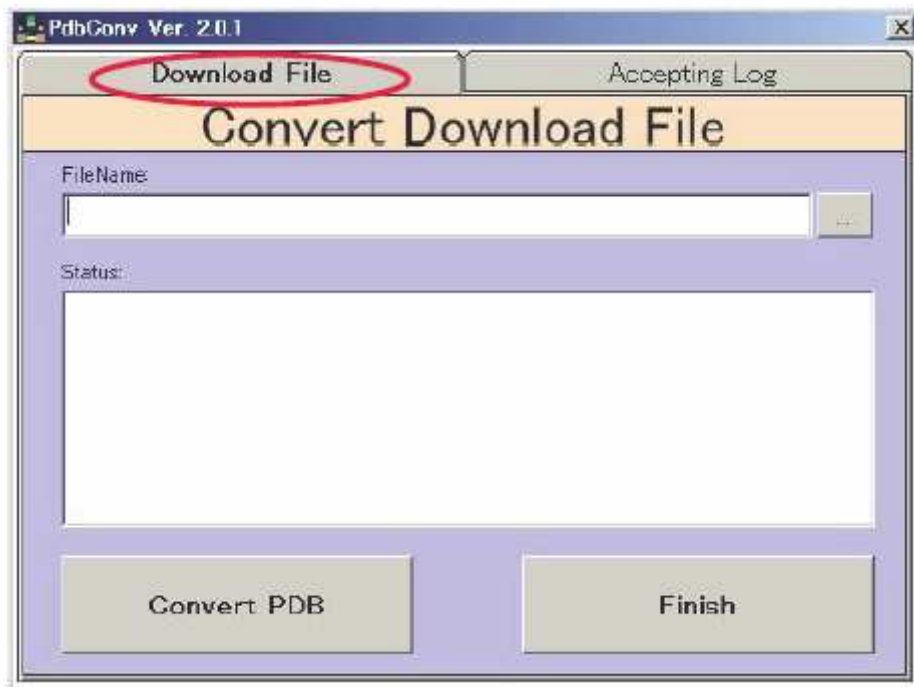 PdbConv Ver. 2.0.1
Download File
Accepting Log
Convert Download File
FileName:
...
Status:
Convert PDB
Finish